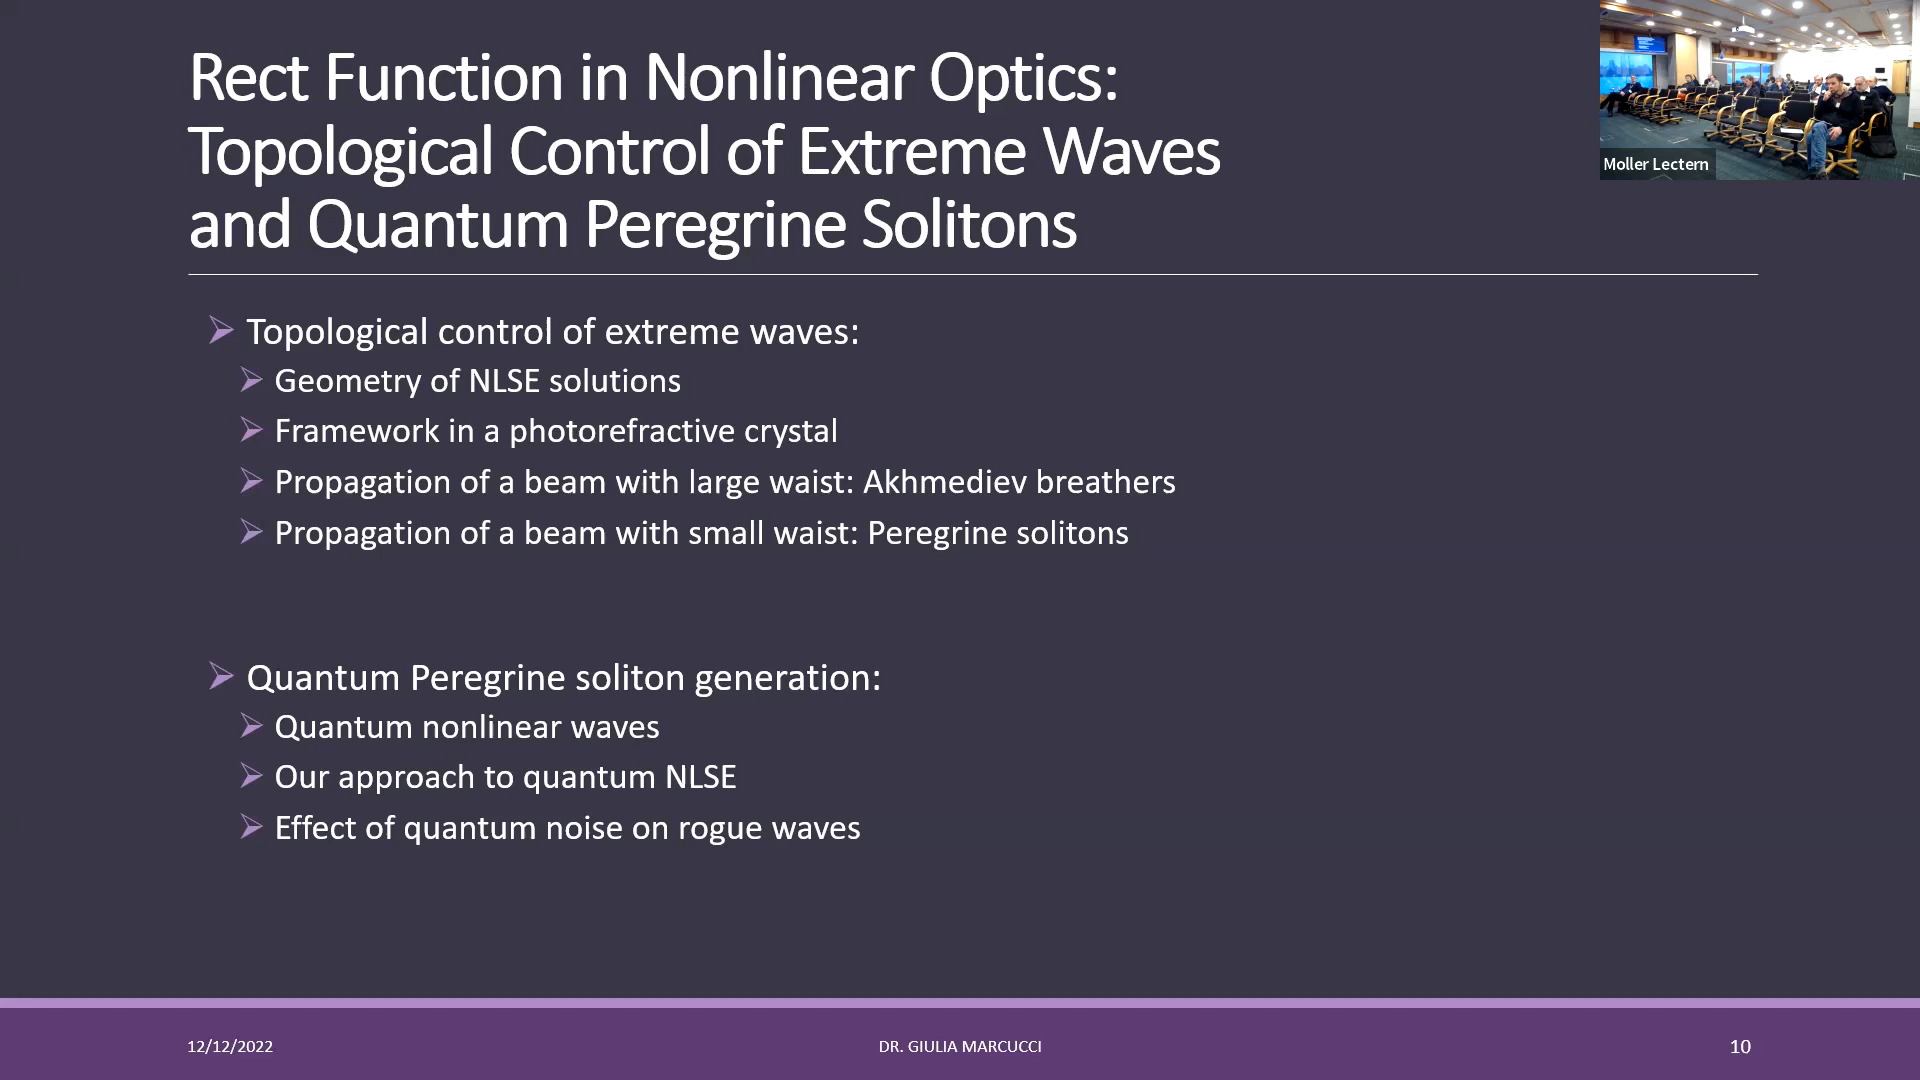 Rect Function in Nonlinear Optics:
Topological Control of Extreme Waves
and Quantum Peregrine Solitons
Moller Lectern
Topological control of extreme waves:
Geometry of NLSE solutions
Framework in a photorefractive crystal
Propagation of a beam with large waist: Akhmediev breathers
Propagation of a beam with small waist: Peregrine solitons
Quantum Peregrine soliton generation:
Quantum nonlinear waves
Our approach to quantum NLSE
Effect of quantum noise on rogue waves
12/12/2022
DR. GIULIA MARCUCCI
10